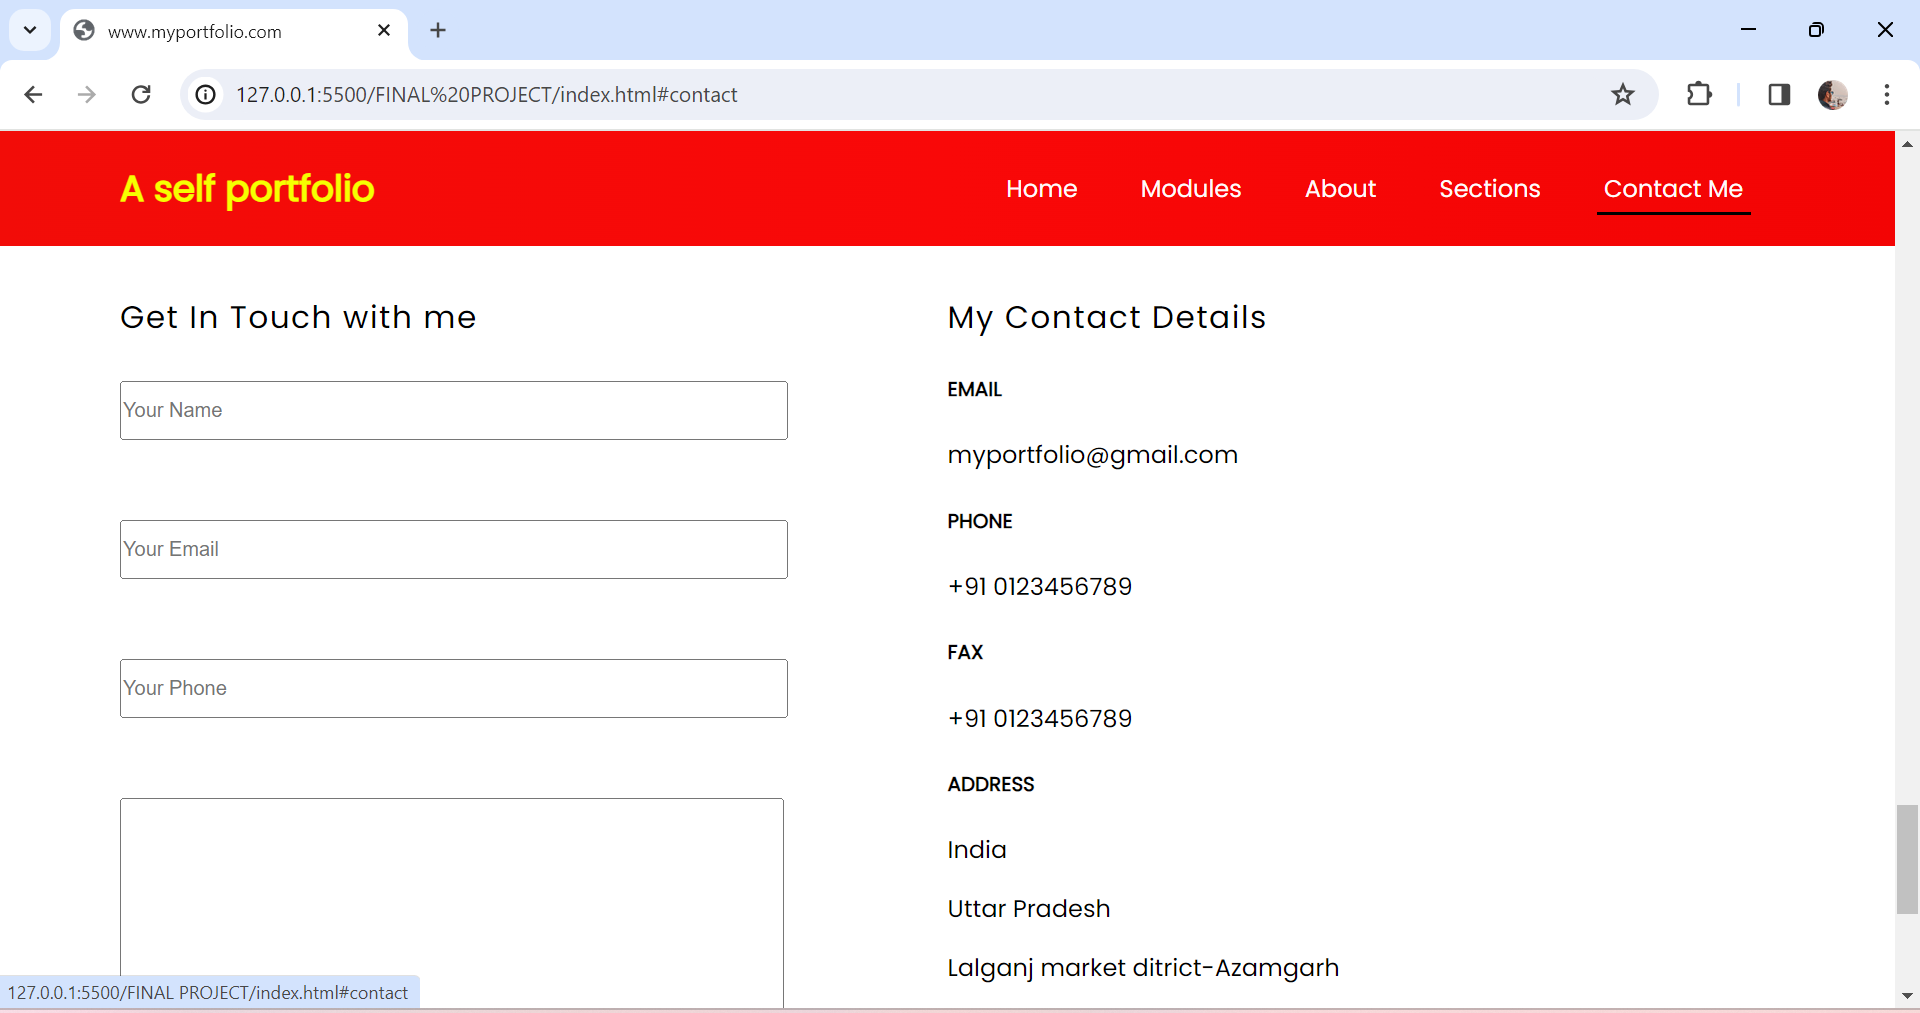 www.myportfolio.com
127.0.0.1:5500/FINAL%20PROJECT/index.html#contact
A self portfolio
Home
Modules
About
Sections
Contact Me
Get In Touch with me
Your Name
Your Email
Your Phone
My Contact Details
EMAIL
myportfolio@gmail.com
PHONE
+91 0123456789
FAX
+91 0123456789
ADDRESS
India
Uttar Pradesh
Lalganj market ditrict-Azamgarh
127.0.0.1:5500/FINAL PROJECT/index.html#contact